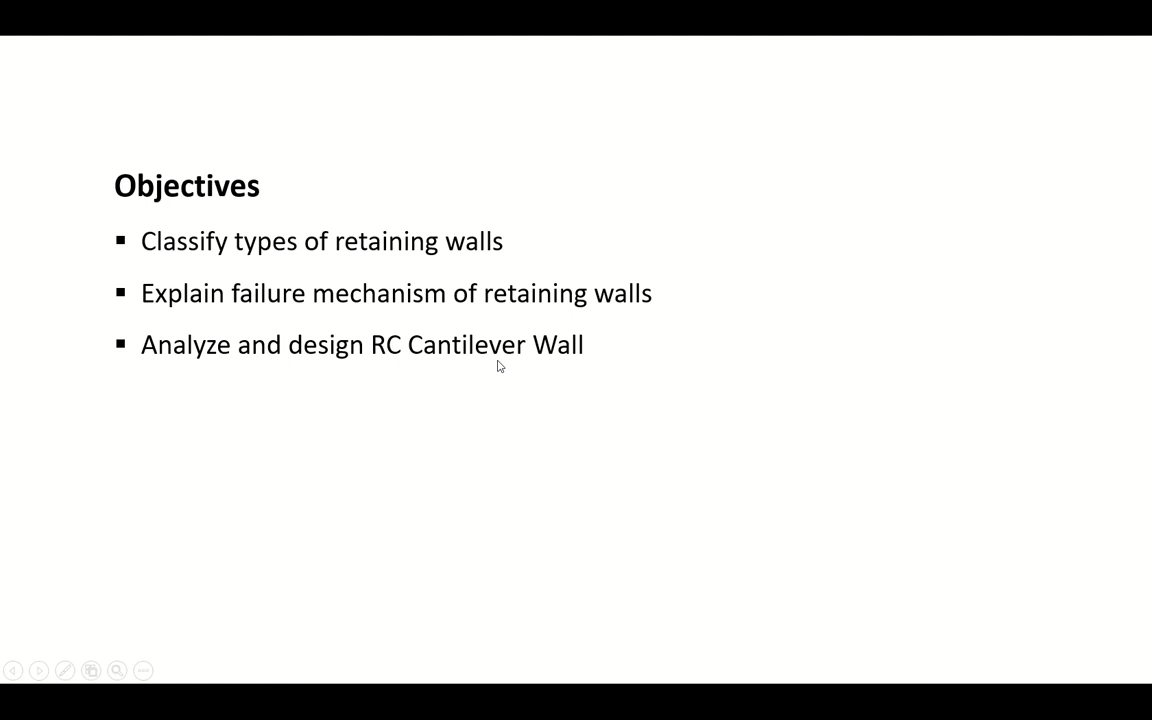 Objectives
▪ Classify types of retaining walls
▪ Explain failure mechanism of retaining walls
▪ Analyze and design RC Cantilever Wall